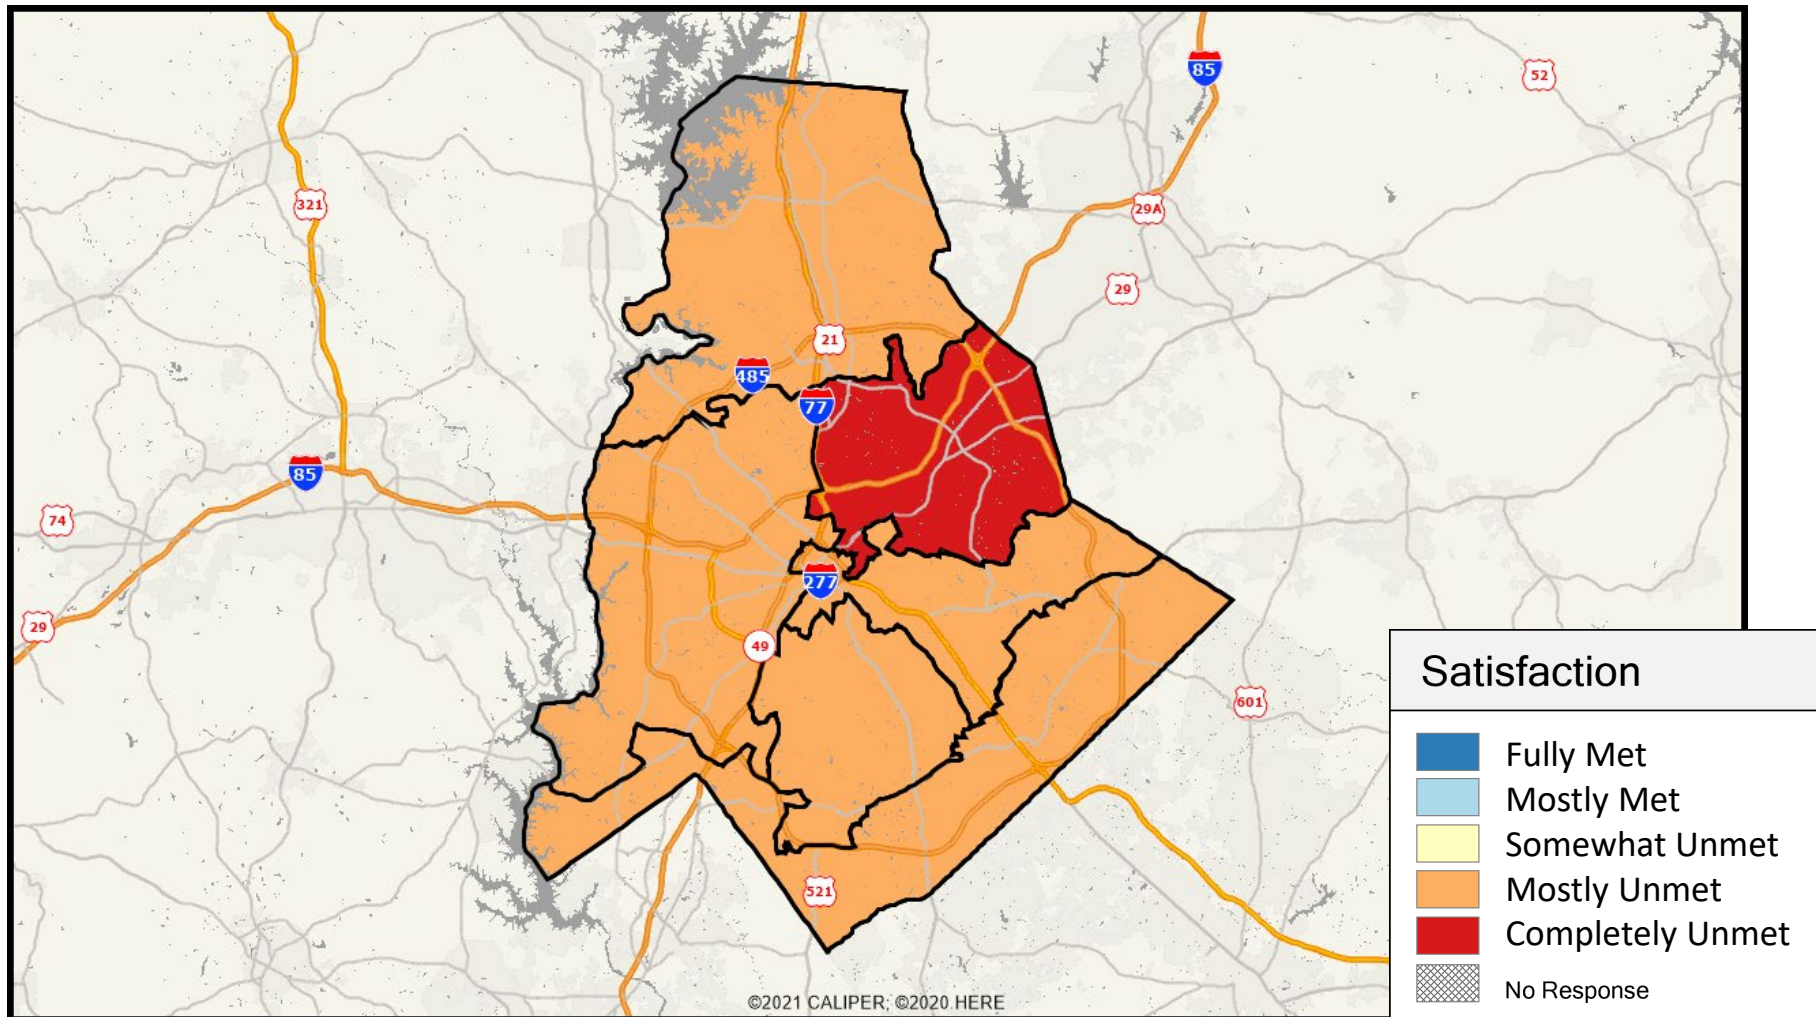 85
52
321
29A
29
21
485
77
85
74
277
29
49
601
521
Satisfaction
Fully Met
Mostly Met
Somewhat Unmet
Mostly Unmet
Completely Unmet
No Response
©2021 CALIPER; ©2020 HERE